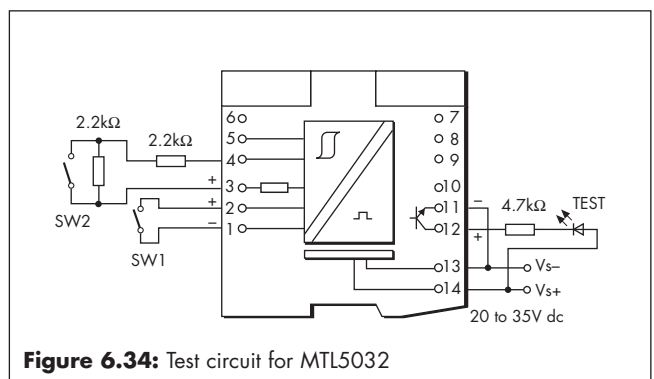 2.2kΩ
2.2kΩ
SW2
SW1
+
+
–
6
5
4
3
2
1
7
8
9
10
11
12
13
14
–
+
4.7kΩ
TEST
Vs–
Vs+
20 to 35V dc
Figure 6.34: Test circuit for MTL5032